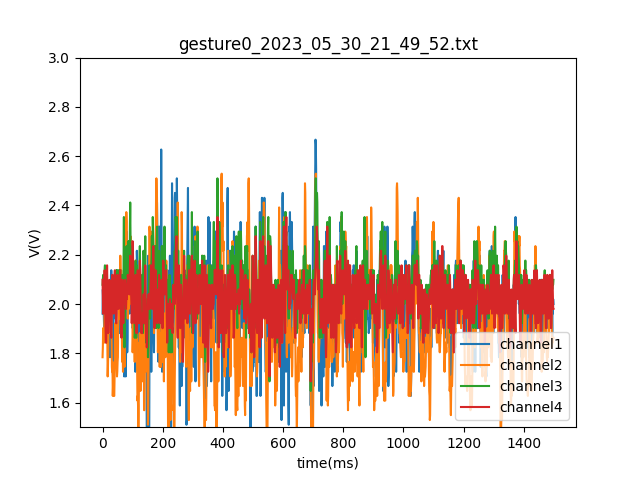 gesture0_2023_05_30_21_49_52.txt
3.0
2.8
2.6
2.4
2.2
2.0
1.8
1.6
V(V)
0 200 400 600 800 1000 1200 1400
time(ms)
channel1
channel2
channel3
channel4